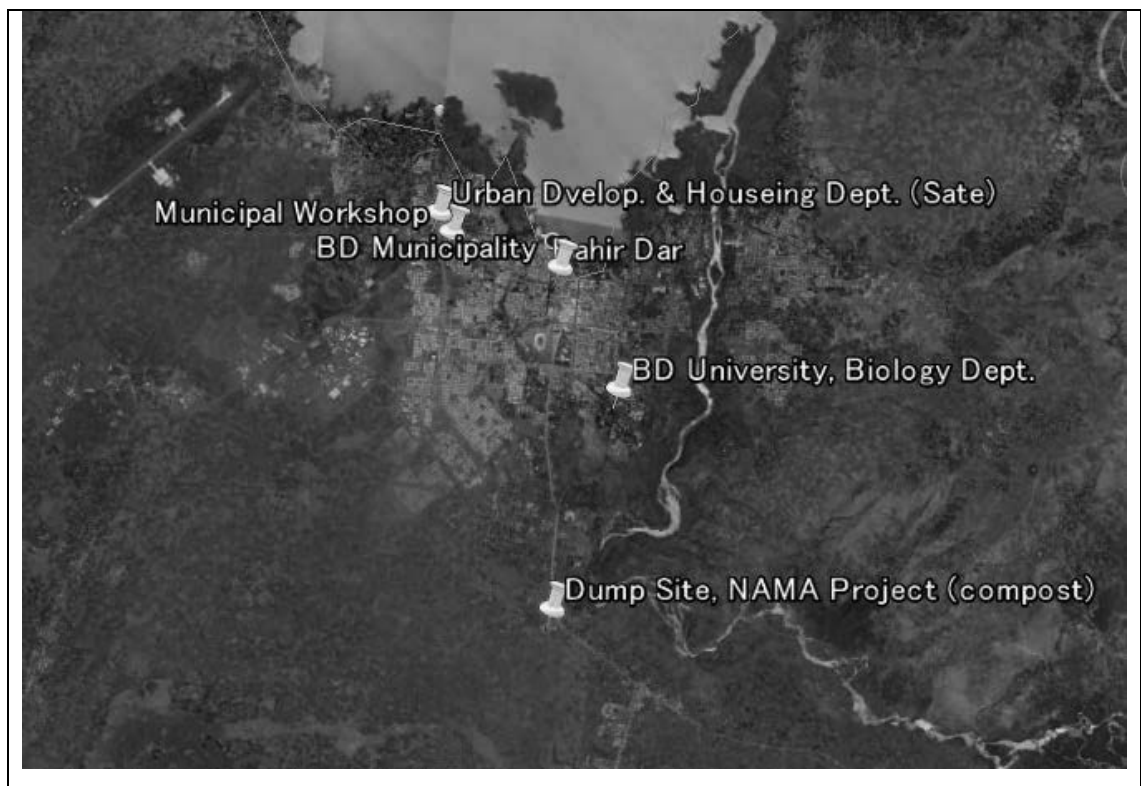 Urban Dvelop. & Houseing Dept. (Sate)
Municipal Workshop
BD Municipality
ahir Dar
BD University, Biology Dept.
Dump Site, NAMA Project (compost)